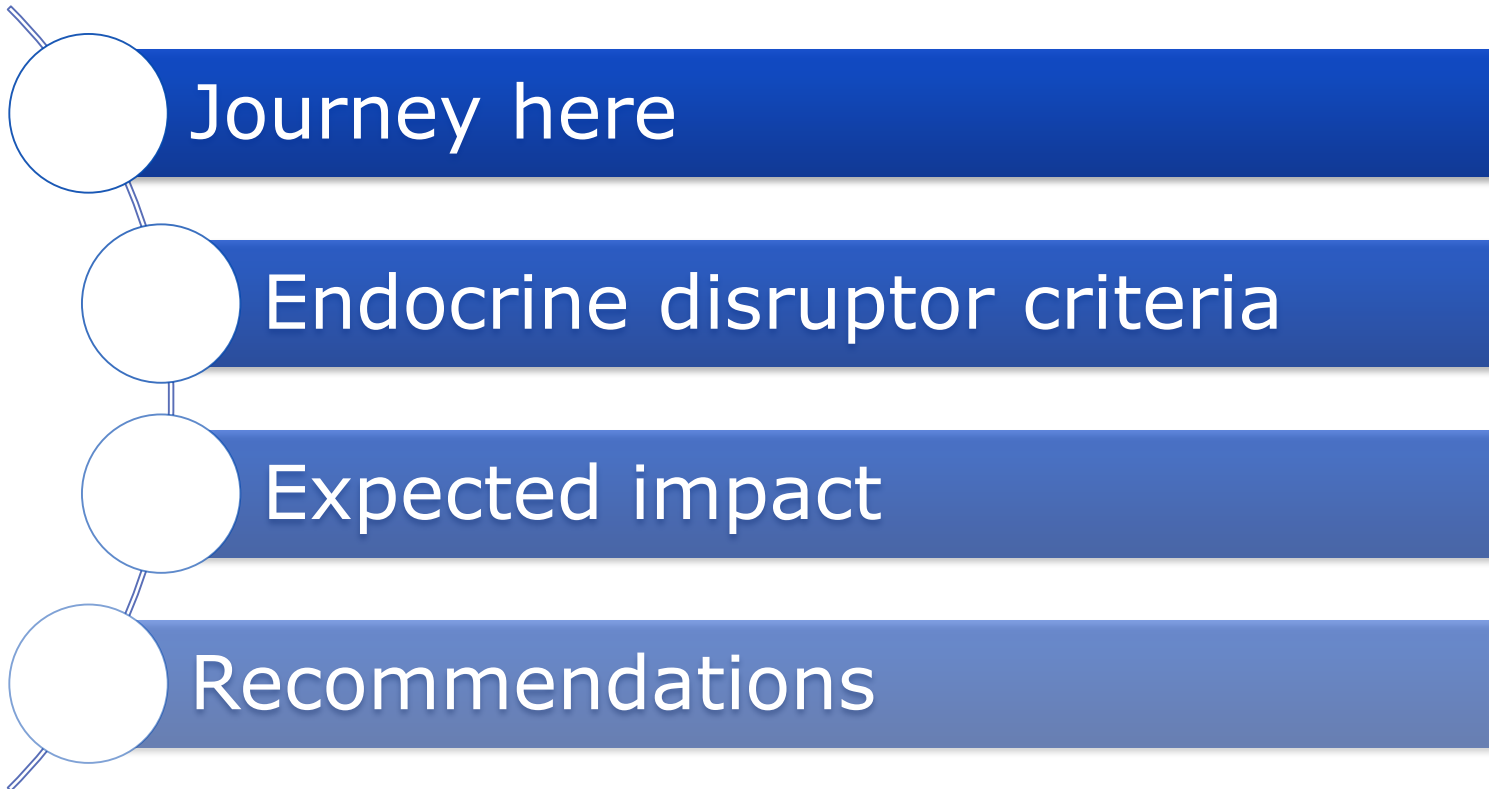 Journey here
Endocrine disruptor criteria
Expected impact
Recommendations